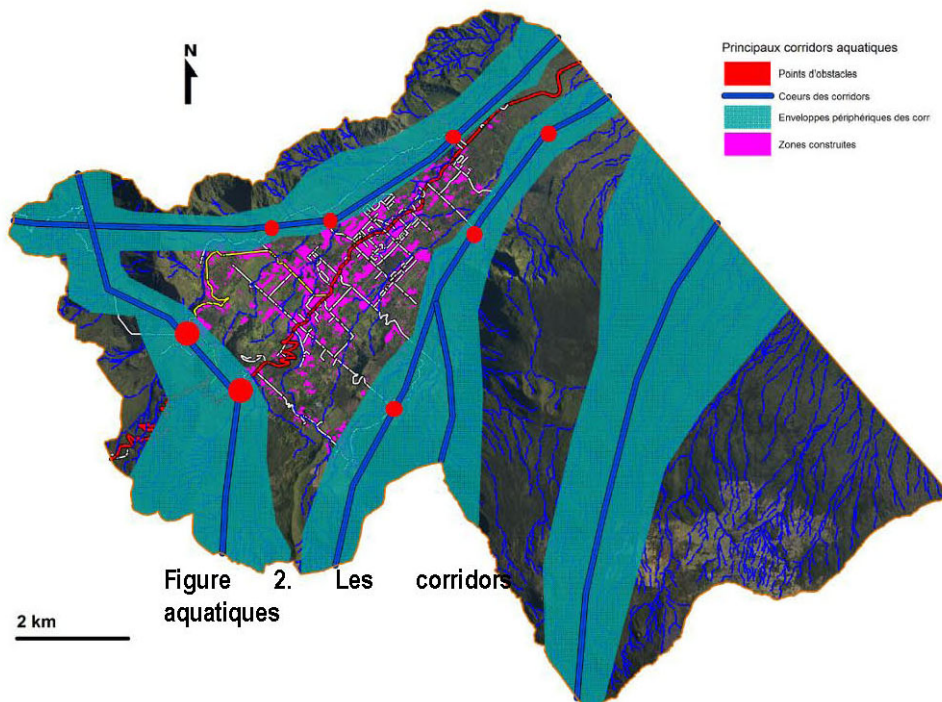 N
Principaux corridors aquatiques
Points d'obstacles
Coeurs des corridors
Enveloppes périphériques des corr
Zones construites
Figure 2. Les corridors
aquatiques
2 km